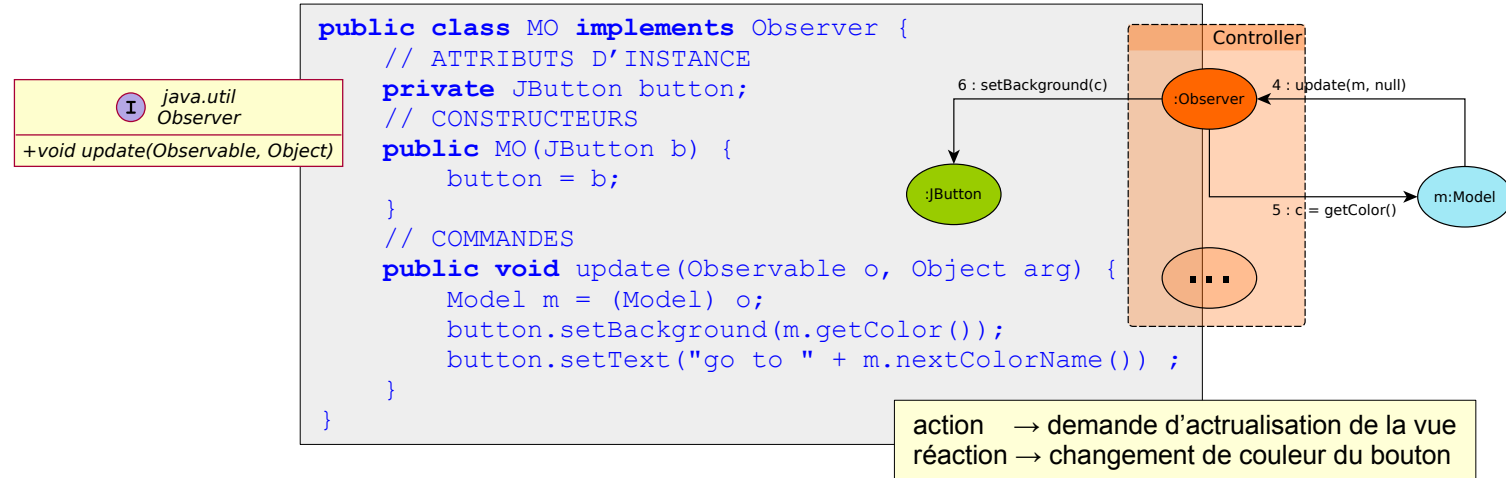 public class MO implements Observer {
// ATTRIBUTS D'INSTANCE
private JButton button;
// CONSTRUCTEURS
public MO(JButton b) {
button = b;
}
// COMMANDES
public void update(Observable o, Object arg) {
Model m = (Model) o;
button.setBackground(m.getColor());
button.setText("go to " + m.nextColorName()) ;
}
}
I
java.util
Observer
+void update(Observable, Object)
Controller
6 : setBackground(c)
:Observer
4 : update(m, null)
:JButton
m:Model
5 : c = getColor()
...
action → demande d'actrualisation de la vue
réaction → changement de couleur du bouton